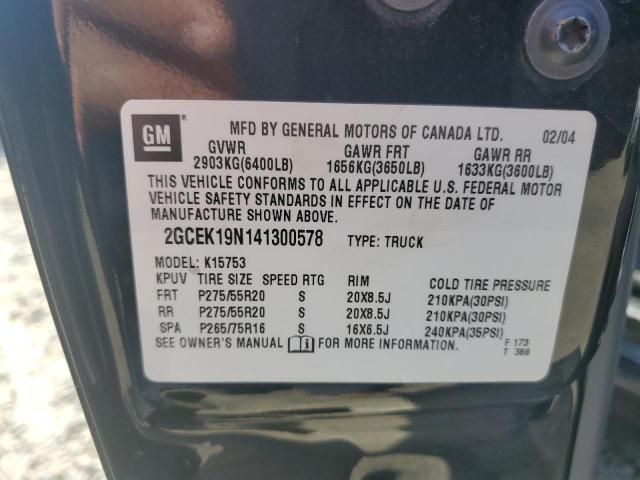 GM ®
MFD BY GENERAL MOTORS OF CANADA LTD. 02/04
GVWR GAWR FRT GAWR RR
2903KG(6400LB) 1656KG(3650LB) 1633KG(3600LB)
THIS VEHICLE CONFORMS TO ALL APPLICABLE U.S. FEDERAL MOTOR
VEHICLE SAFETY STANDARDS IN EFFECT ON THE DATE OF
MANUFACTURE SHOWN ABOVE.
2GCEK19N141300578 TYPE: TRUCK
MODEL: K15753
KPUV TIRE SIZE SPEED RTG RIM COLD TIRE PRESSURE
FRT P275/55R20 S 20X8.5J 210KPA(30PSI)
RR P275/55R20 S 20X8.5J 210KPA(30PSI)
SPA P265/75R16 S 16X6.5J 240KPA(35PSI)
SEE OWNER'S MANUAL FOR MORE INFORMATION. F 173
T 388